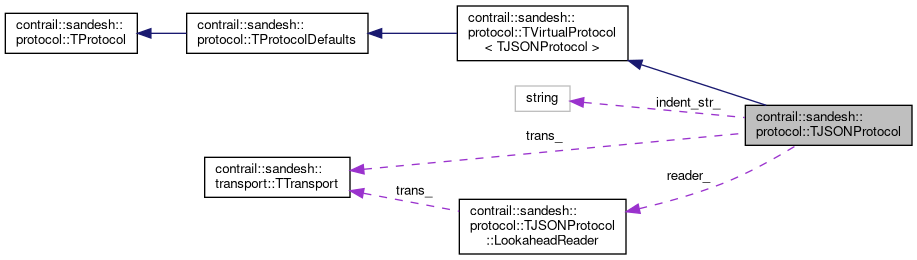 contrail::sandesh::
protocol::TProtocol
contrail::sandesh::
protocol::TProtocolDefaults
contrail::sandesh::
protocol::TVirtualProtocol
< TJSONProtocol >
string
indent_str_
contrail::sandesh::
protocol::TJSONProtocol
trans_
contrail::sandesh::
transport::TTransport
reader_
trans_
contrail::sandesh::
protocol::TJSONProtocol
::LookaheadReader